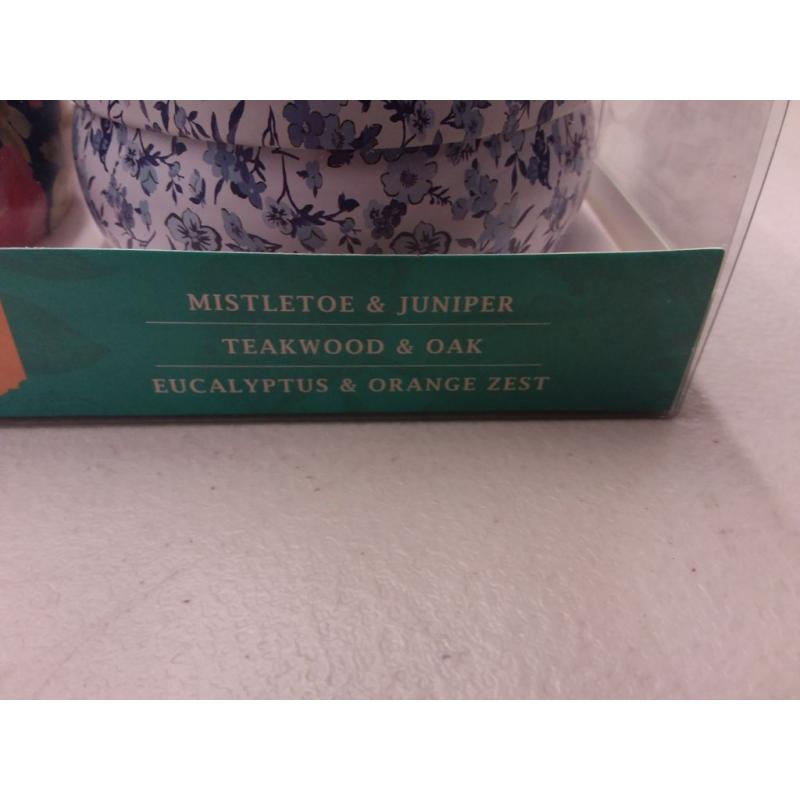 MISTLETOE & JUNIPER
TEAKWOOD & OAK
EUCALYPTUS & ORANGE ZEST